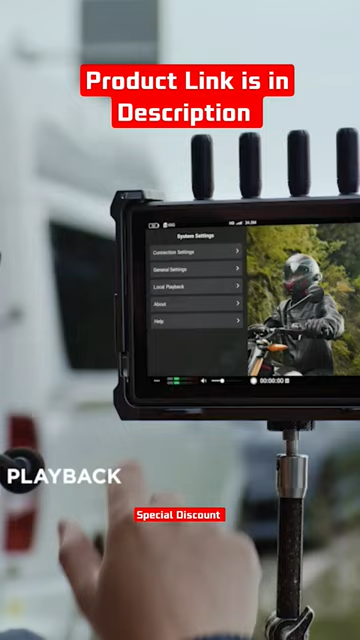 Product Link is in
Description
System Settings
Connection Settings
General Settings
Local Playback
About
Help
00:00:00
PLAYBACK
Special Discount